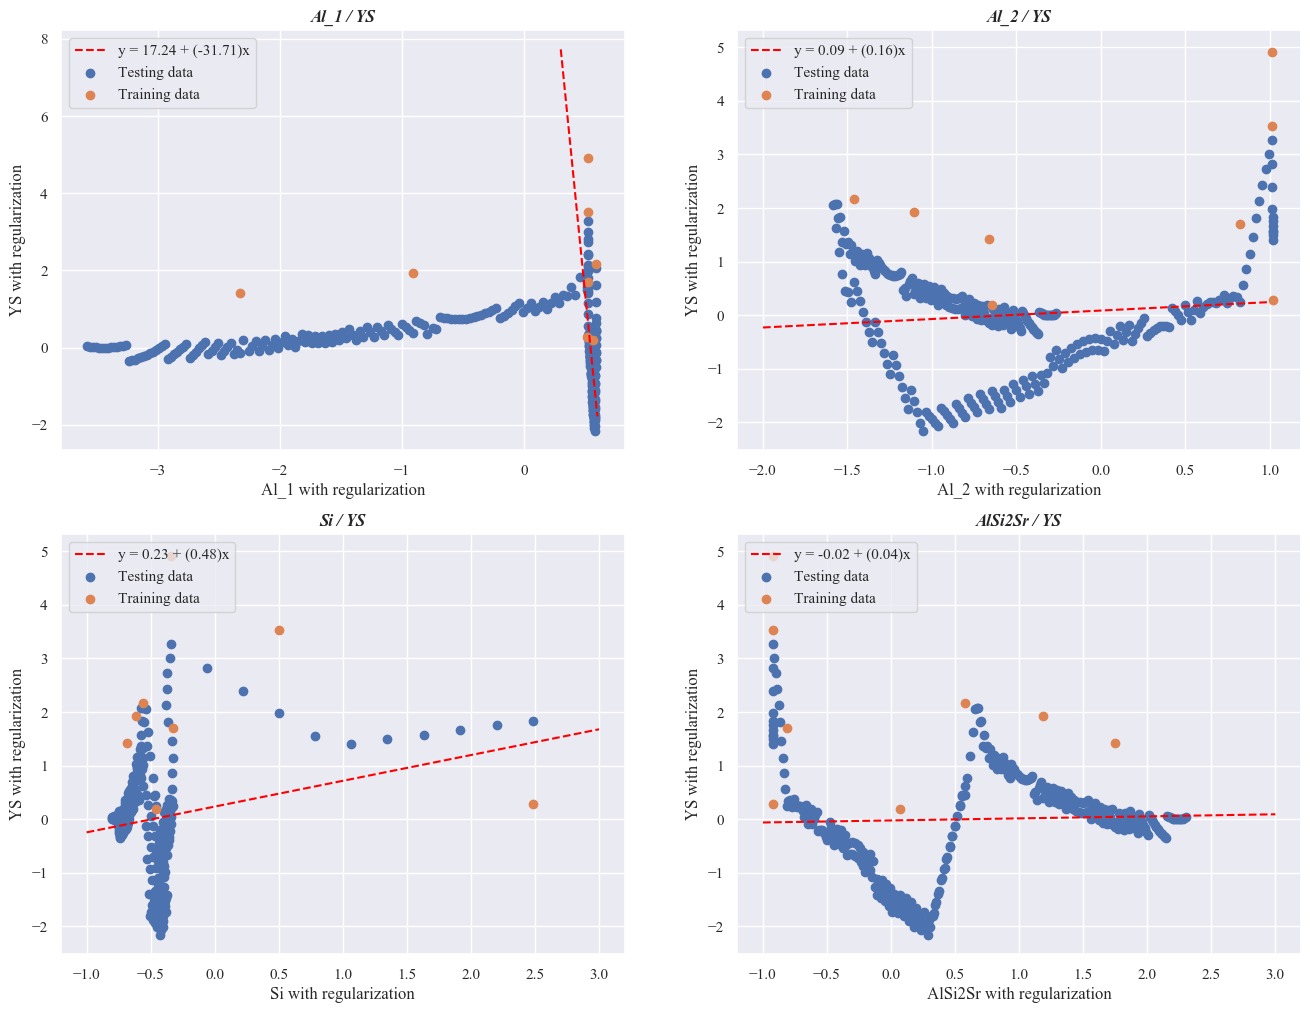 Al_1 / YS
y = 17.24 + (-31.71)x
Testing data
Training data
YS with regularization
8
6
4
2
0
−2
−3
−2
−1
0
Al_1 with regularization
Al_2 / YS
y = 0.09 + (0.16)x
Testing data
Training data
YS with regularization
5
4
3
2
1
0
−1
−2
−2.0
−1.5
−1.0
−0.5
0.0
0.5
1.0
Al_2 with regularization
Si / YS
y = 0.23 + (0.48)x
Testing data
Training data
YS with regularization
5
4
3
2
1
0
−1
−2
−1.0
−0.5
0.0
0.5
1.0
1.5
2.0
2.5
3.0
Si with regularization
AlSi2Sr / YS
y = -0.02 + (0.04)x
Testing data
Training data
YS with regularization
5
4
3
2
1
0
−1
−2
−1.0
−0.5
0.0
0.5
1.0
1.5
2.0
2.5
3.0
AlSi2Sr with regularization